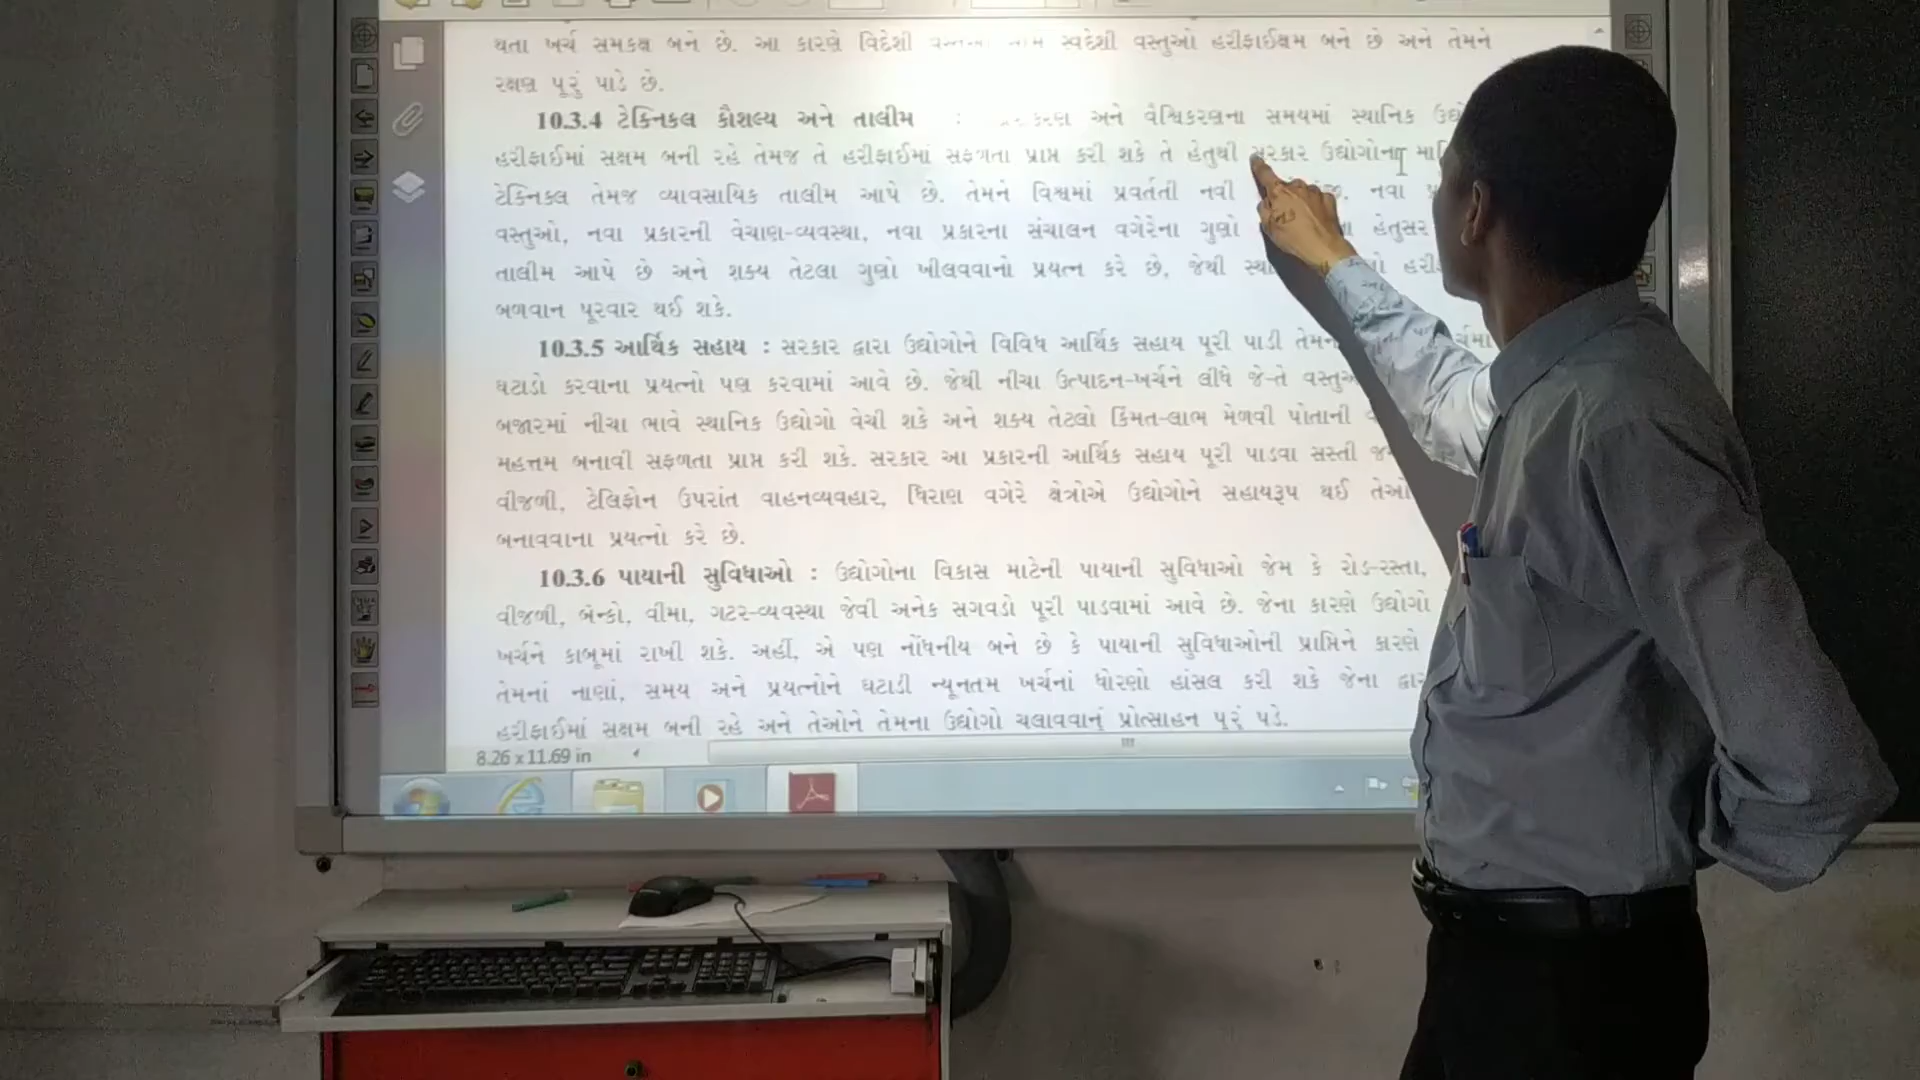 થતા ખર્ચ સમકક્ષ બને છે. આ કારણે વિદેશી સ્વદેશી વસ્તુઓ હરીફાઈક્ષમ બને છે અને તેમને
રક્ષણ પૂરું પાડે છે.
10.3.4 ટેક્નિકલ કૌશલ્ય અને તાલીમ : અને વૈશ્વિકરણના સમયમાં સ્થાનિક
હરીફાઈમાં સક્ષમ બની રહે તેમજ તે હરીફાઈમાં સફળતા પ્રાપ્ત કરી શકે તે હેતુથી સરકાર ઉદ્યોગોના
ટેક્નિકલ તેમજ વ્યાવસાયિક તાલીમ આપે છે. તેમને વિશ્વમાં પ્રવર્તતી નવી નવા
વસ્તુઓ, નવા પ્રકારની વેચાણ-વ્યવસ્થા, નવા પ્રકારના સંચાલન વગેરેના ગુણો હેતુસર
તાલીમ આપે છે અને શક્ય તેટલા ગુણો ખીલવવાનો પ્રયત્ન કરે છે, જેથી
બળવાન પૂરવાર થઈ શકે.
10.3.5 આર્થિક સહાય : સરકાર દ્વારા ઉદ્યોગોને વિવિધ આર્થિક સહાય પૂરી પાડી
ઘટાડો કરવાના પ્રયત્નો પણ કરવામાં આવે છે. જેથી નીચા ઉત્પાદન-ખર્ચને લીધે જે-તે
બજારમાં નીચા ભાવે સ્થાનિક ઉદ્યોગો વેચી શકે અને શક્ય તેટલો કિંમત-લાભ મેળવી પોતાની
મહત્તમ બનાવી સફળતા પ્રાપ્ત કરી શકે. સરકાર આ પ્રકારની આર્થિક સહાય પૂરી પાડવા સસ્તી
વીજળી, ટેલિફોન ઉપરાંત વાહનવ્યવહાર, ધિરાણ વગેરે ક્ષેત્રોએ ઉદ્યોગોને સહાયરૂપ થઈ
બનાવવાના પ્રયત્નો કરે છે.
10.3.6 પાયાની સુવિધાઓ : ઉદ્યોગોના વિકાસ માટેની પાયાની સુવિધાઓ જેમ કે રોડ-રસ્તા,
વીજળી, બૅન્કો, વીમા, ગટર-વ્યવસ્થા જેવી અનેક સગવડો પૂરી પાડવામાં આવે છે. જેના કારણે ઉદ્યોગો
ખર્ચને કાબૂમાં રાખી શકે. અહીં, એ પણ નોંધનીય બને છે કે પાયાની સુવિધાઓની પ્રાપ્તિને કારણે
તેમનાં નાણાં, સમય અને પ્રયત્નોને ઘટાડી ન્યૂનતમ ખર્ચનાં ધોરણો હાંસલ કરી શકે જેના
હરીફાઈમાં સક્ષમ બની રહે અને તેઓને તેમના ઉદ્યોગો ચલાવવાનું પ્રોત્સાહન પૂરું પડે.
8.26 x 11.69 in